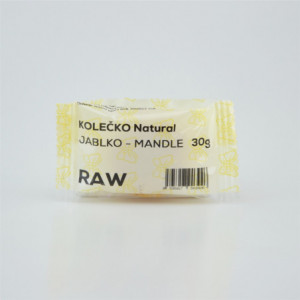 KOLEČKO Natural
JABLKO - MANDLE 30g
RAW